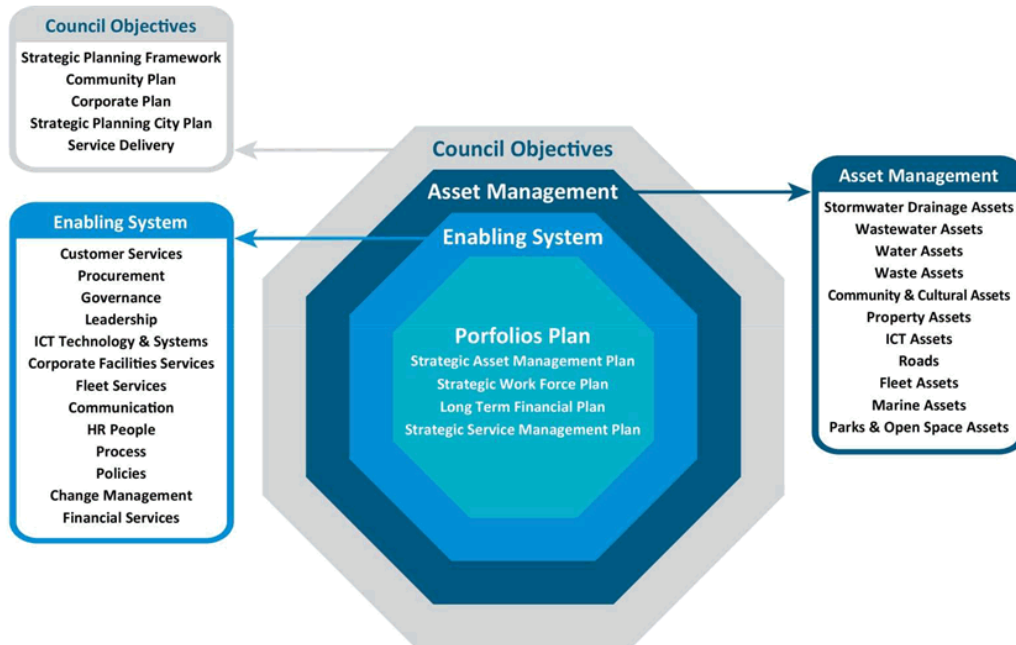 Council Objectives
Strategic Planning Framework
Community Plan
Corporate Plan
Strategic Planning City Plan
Service Delivery
Enabling System
Customer Services
Procurement
Governance
Leadership
ICT Technology & Systems
Corporate Facilities Services
Fleet Services
Communication
HR People
Process
Policies
Change Management
Financial Services
Council Objectives
Asset Management
Enabling System
Porfolios Plan
Strategic Asset Management Plan
Strategic Work Force Plan
Long Term Financial Plan
Strategic Service Management Plan
Asset Management
Stormwater Drainage Assets
Wastewater Assets
Water Assets
Waste Assets
Community & Cultural Assets
Property Assets
ICT Assets
Roads
Fleet Assets
Marine Assets
Parks & Open Space Assets